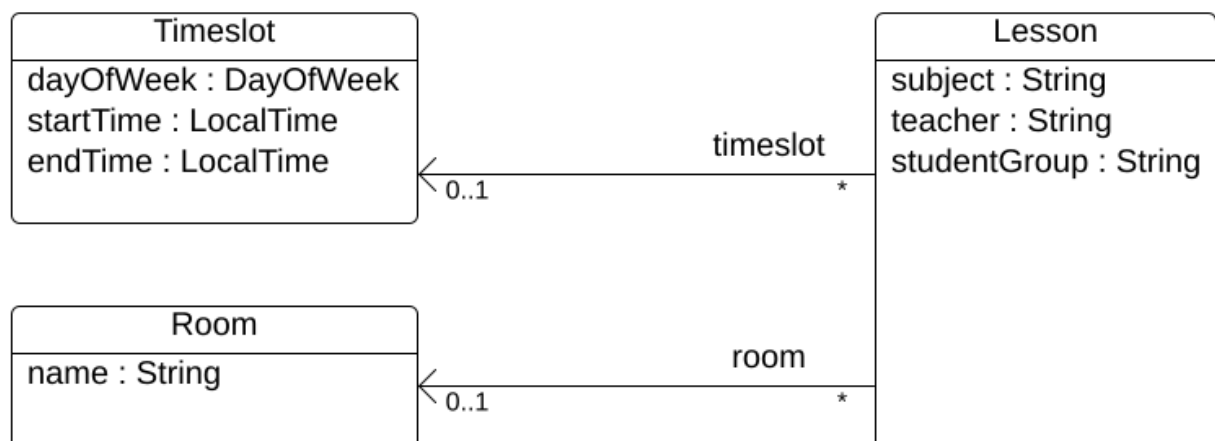 Timeslot
dayOfWeek : DayOfWeek
startTime : LocalTime
endTime : LocalTime
Lesson
subject : String
teacher : String
studentGroup : String
timeslot
0..1
*
Room
name : String
room
0..1
*